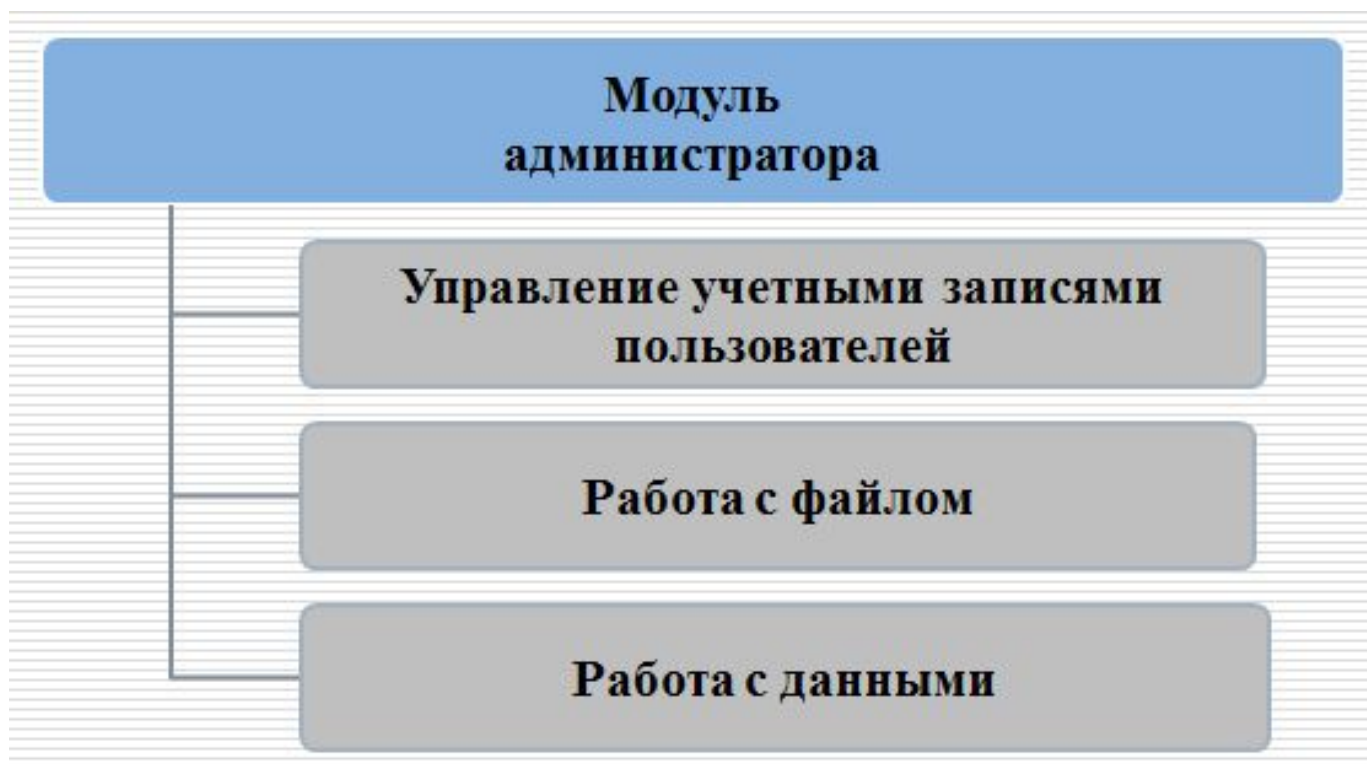 Модуль
администратора
Управление учетными записями
пользователей
Работа с файлом
Работа с данными